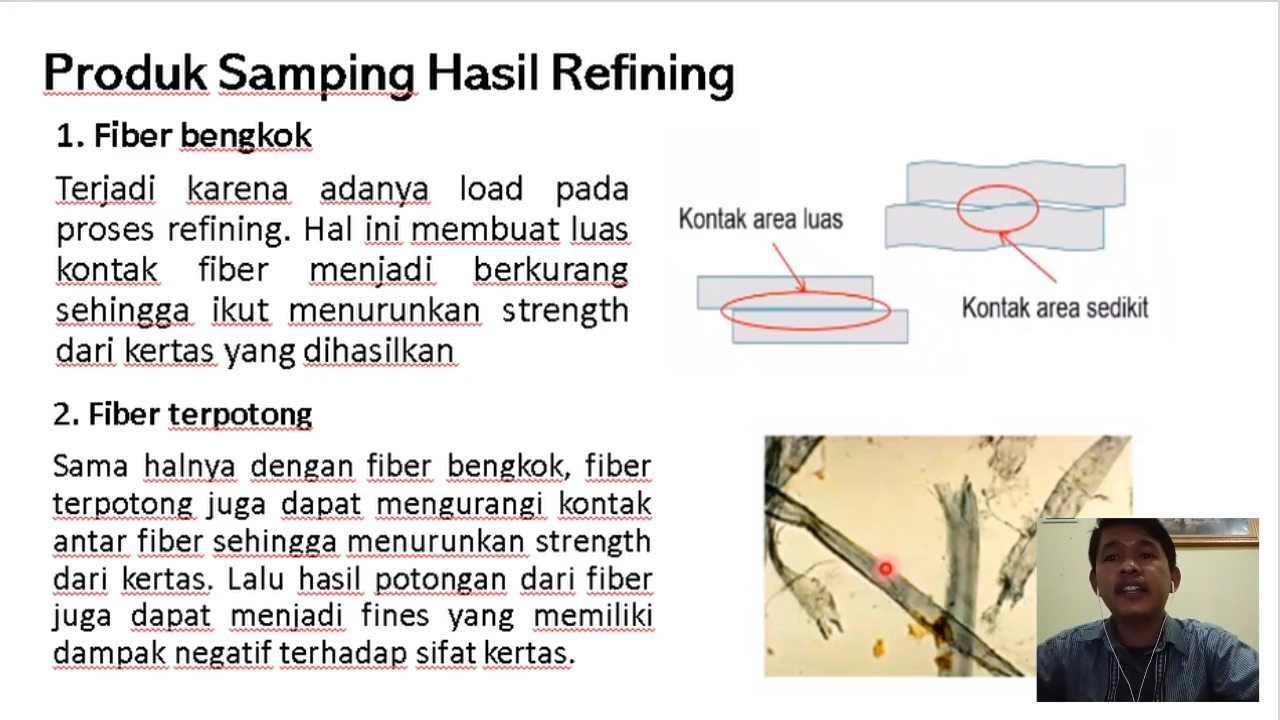 Produk Samping Hasil Refining
1. Fiber bengkok
Terjadi karena adanya load pada
proses refining. Hal ini membuat luas
kontak fiber menjadi berkurang
sehingga ikut menurunkan strength
dari kertas yang dihasilkan
Kontak area luas
Kontak area sedikit
2. Fiber terpotong
Sama halnya dengan fiber bengkok, fiber
terpotong juga dapat mengurangi kontak
antar fiber sehingga menurunkan strength
dari kertas. Lalu hasil potongan dari fiber
juga dapat menjadi fines yang memiliki
dampak negatif terhadap sifat kertas.